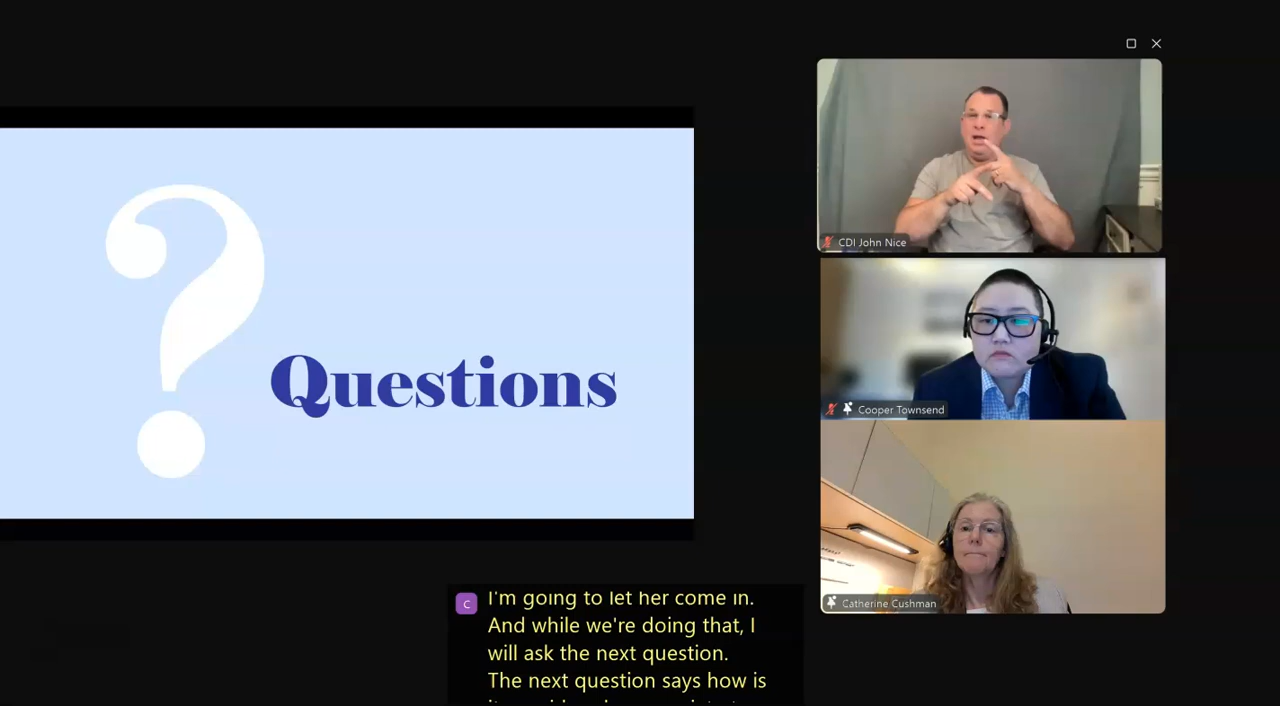 ?
Questions
CDI John Nice
Cooper Townsend
Catherine Cushman
C
I'm going to let her come in.
And while we're doing that, I
will ask the next question.
The next question says how is